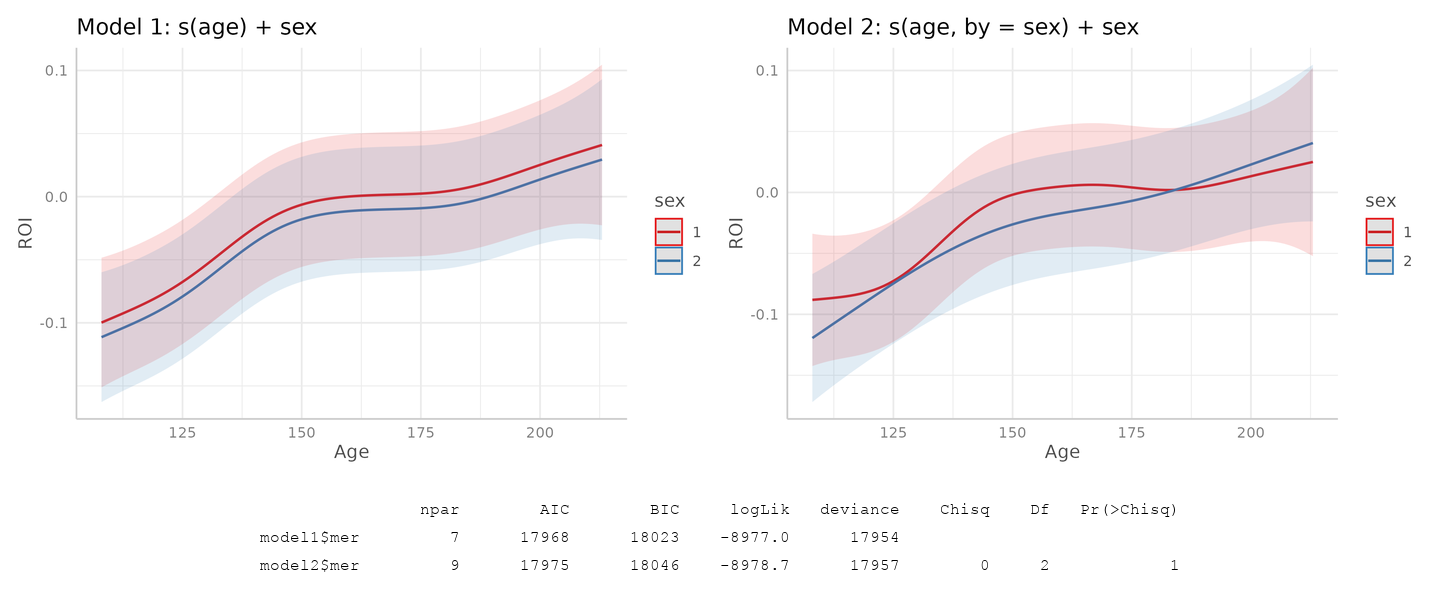 Model 1: s(age) + sex
0.1
0.0
-0.1
ROI
125 150 175 200
Age
sex
1
2
Model 2: s(age, by = sex) + sex
0.1
0.0
-0.1
ROI
125 150 175 200
Age
sex
1
2
npar AIC BIC logLik deviance Chisq Df Pr(>Chisq)
model1$mer 7 17968 18023 -8977.0 17954
model2$mer 9 17975 18046 -8978.7 17957 0 2 1